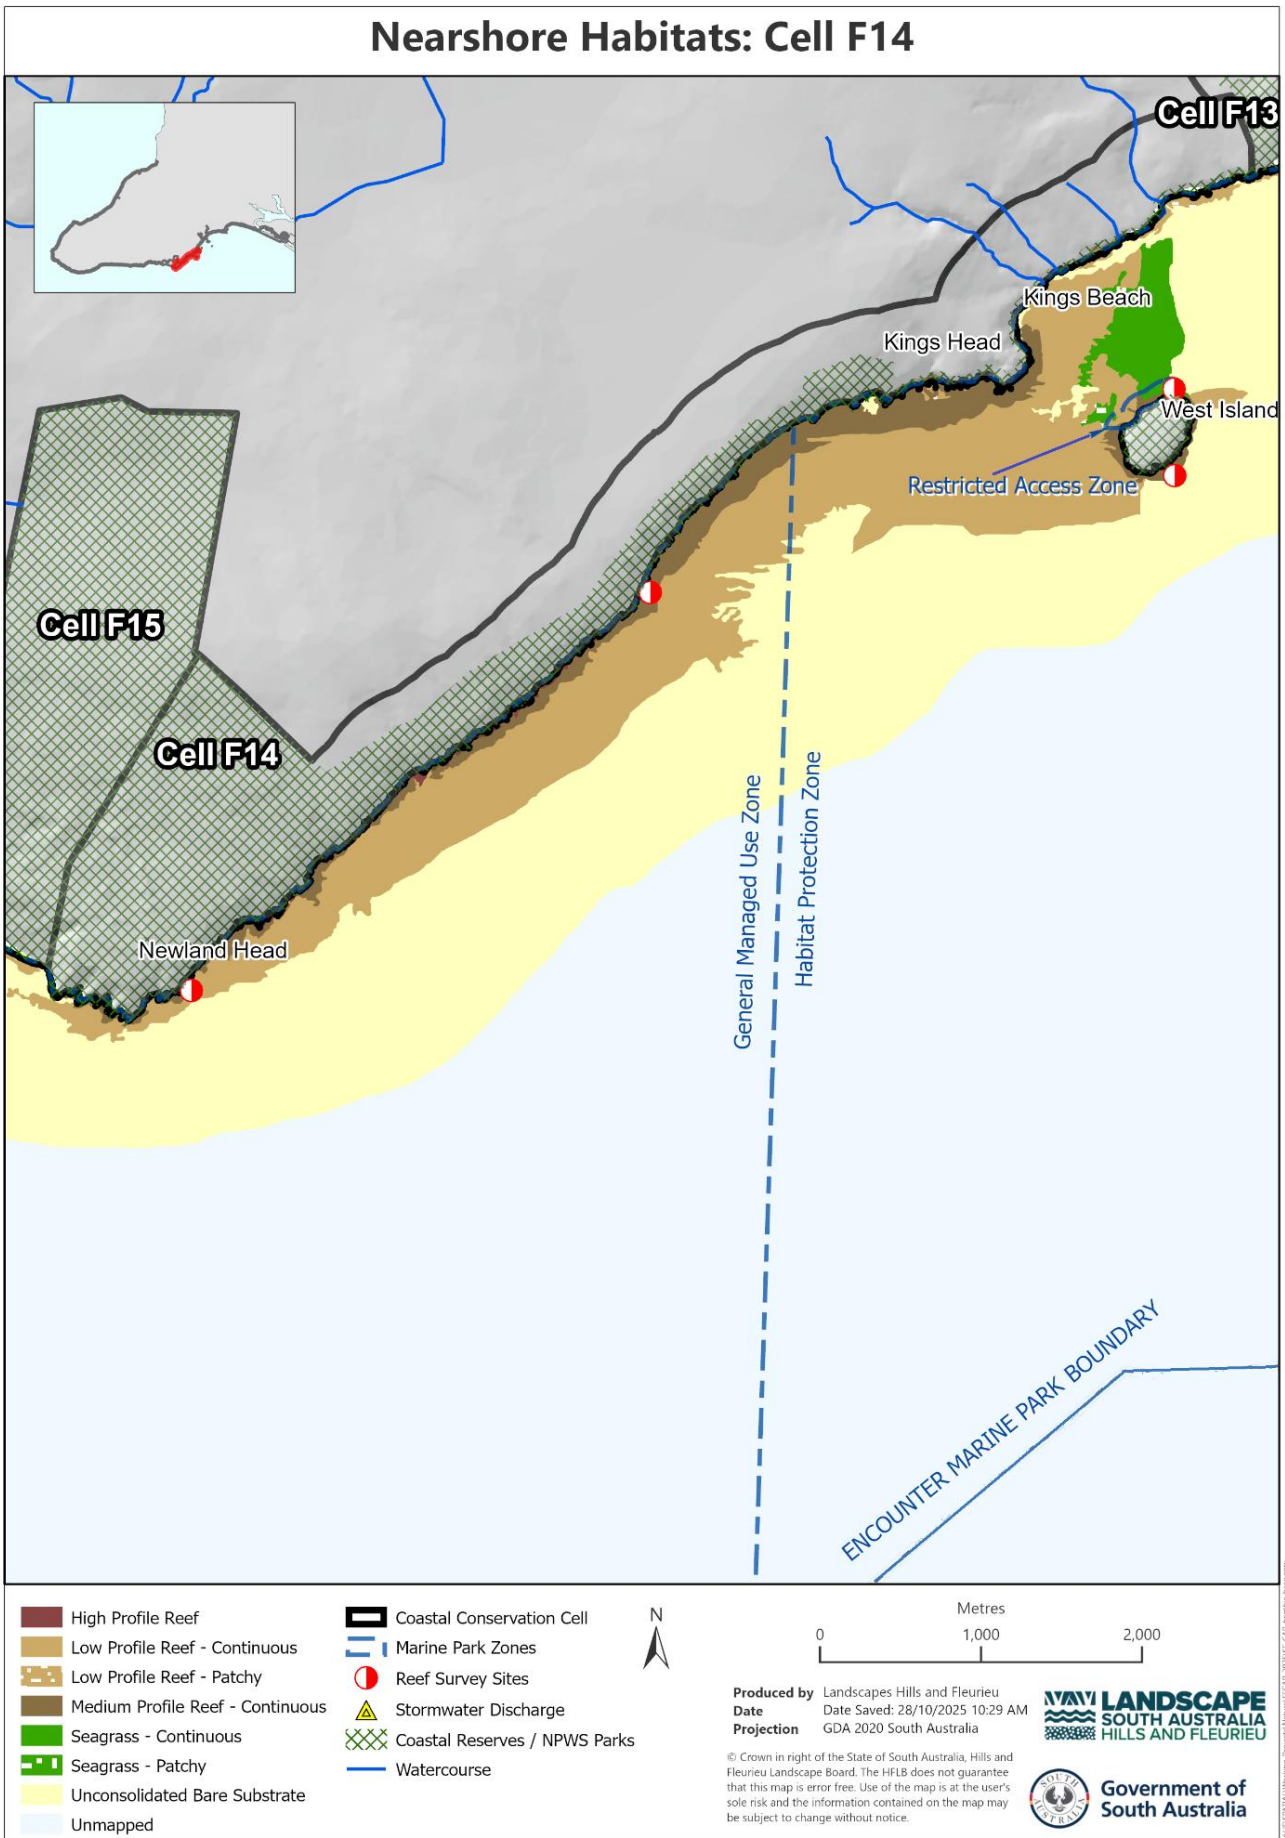 Nearshore Habitats: Cell F14
Cell F13
Kings Beach
Kings Head
West Island
Restricted Access Zone
Cell F15
Cell F14
General Managed Use Zone
Habitat Protection Zone
Newland Head
ENCOUNTER MARINE PARK BOUNDARY
High Profile Reef
Low Profile Reef - Continuous
Low Profile Reef - Patchy
Medium Profile Reef - Continuous
Seagrass - Continuous
Seagrass - Patchy
Unconsolidated Bare Substrate
Unmapped
Coastal Conservation Cell
Marine Park Zones
Reef Survey Sites
Stormwater Discharge
Coastal Reserves / NPWS Parks
Watercourse
N
Metres
0 1,000 2,000
Produced by Landscapes Hills and Fleurieu
Date Date Saved: 28/10/2025 10:29 AM
Projection GDA 2020 South Australia
© Crown in right of the State of South Australia, Hills and
Fleurieu Landscape Board. The HFLB does not guarantee
that this map is error free. Use of the map is at the user's
sole risk and the information contained on the map may
be subject to change without notice.
LANDSCAPE
SOUTH AUSTRALIA
HILLS AND FLEURIEU
SOUTH
AUSTRALIA
Government of
South Australia